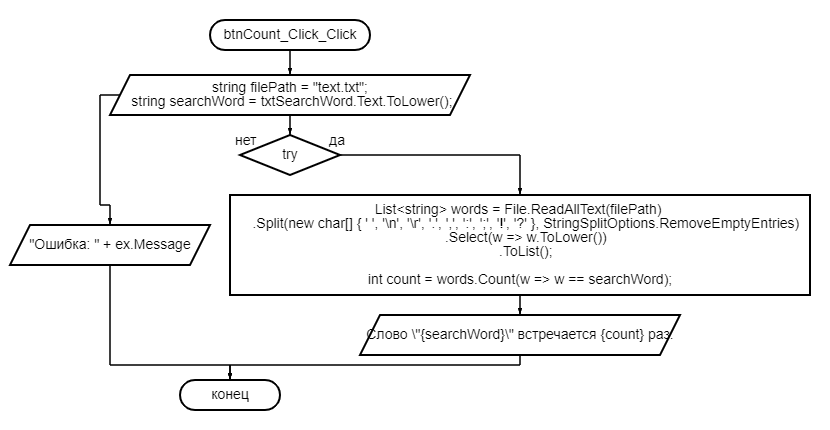 btnCount_Click_Click
string filePath = "text.txt";
string searchWord = txtSearchWord.Text.ToLower();
нет
да
try
List<string> words = File.ReadAllText(filePath)
.Split(new char[] { ' ', '\n', '\r', '.', ',', ':', ';', '!', '?' }, StringSplitOptions.RemoveEmptyEntries)
.Select(w => w.ToLower())
.ToList();
int count = words.Count(w => w == searchWord);
"Ошибка: " + ex.Message
Слово \"{searchWord}\" встречается {count} раз.
конец